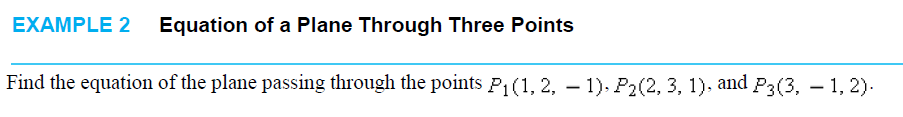 EXAMPLE 2 Equation of a Plane Through Three Points
Find the equation of the plane passing through the points P₁(1, 2, – 1), P₂(2, 3, 1), and P₃(3, – 1, 2).